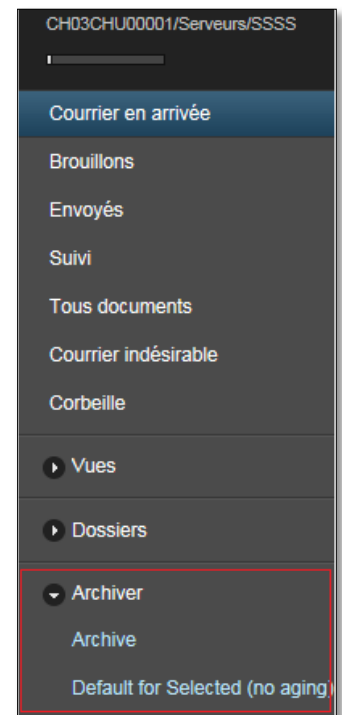 CH03CHU00001/Serveurs/SSSS
Courrier en arrivée
Brouillons
Envoyés
Suivi
Tous documents
Courrier indésirable
Corbeille
Vues
Dossiers
Archiver
Archive
Default for Selected (no aging)